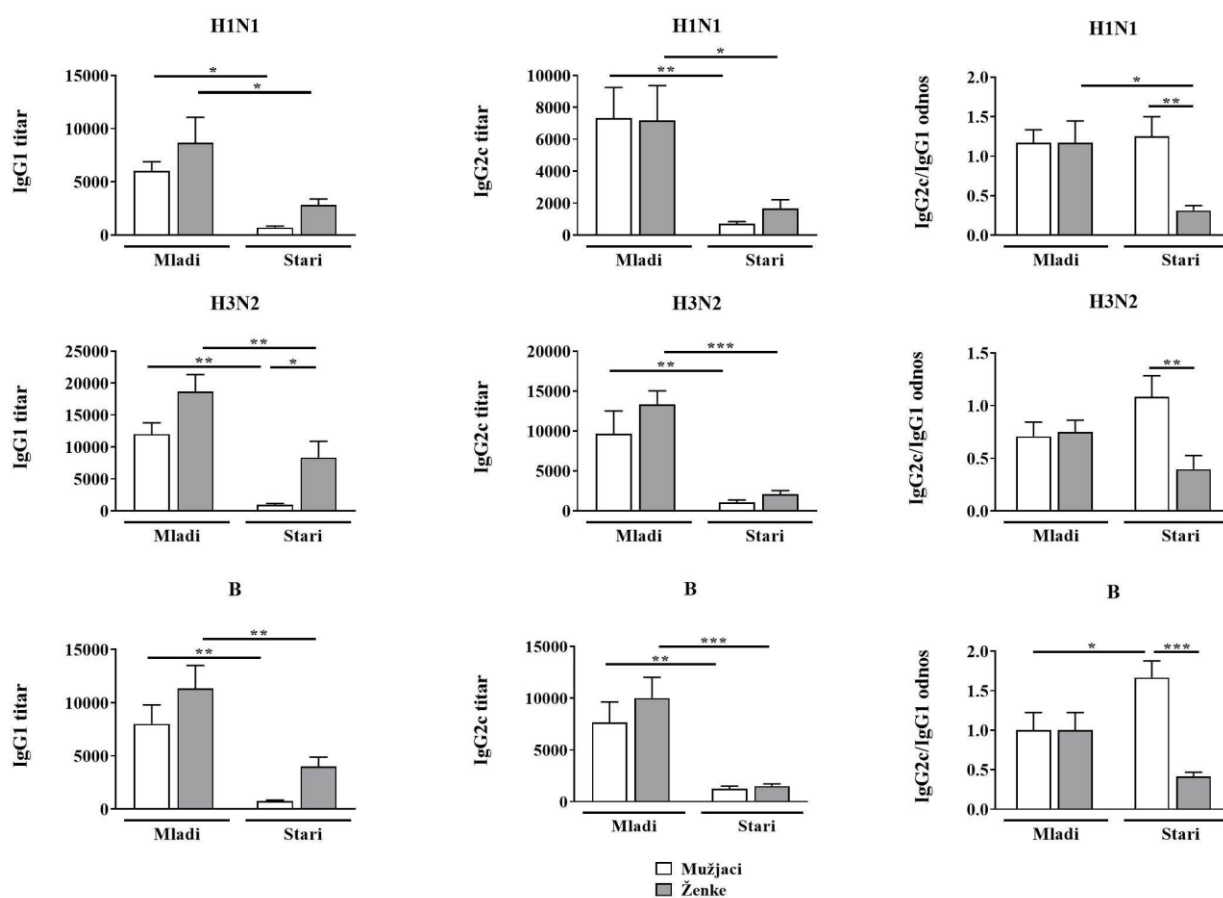 H1N1
IgG1 titar
15000
10000
5000
0
*
*
Mladi
Stari
H1N1
IgG2c titar
10000
8000
6000
4000
2000
0
*
**
Mladi
Stari
H1N1
IgG2c/IgG1 odnos
2.0
1.5
1.0
0.5
0.0
*
**
Mladi
Stari
H3N2
IgG1 titar
25000
20000
15000
10000
5000
0
**
**
*
Mladi
Stari
H3N2
IgG2c titar
20000
15000
10000
5000
0
***
**
Mladi
Stari
H3N2
IgG2c/IgG1 odnos
1.5
1.0
0.5
0.0
**
Mladi
Stari
B
IgG1 titar
15000
10000
5000
0
**
**
Mladi
Stari
B
IgG2c titar
15000
10000
5000
0
***
**
Mladi
Stari
B
IgG2c/IgG1 odnos
2.0
1.5
1.0
0.5
0.0
*
***
Mladi
Stari
Mužjaci
Ženke